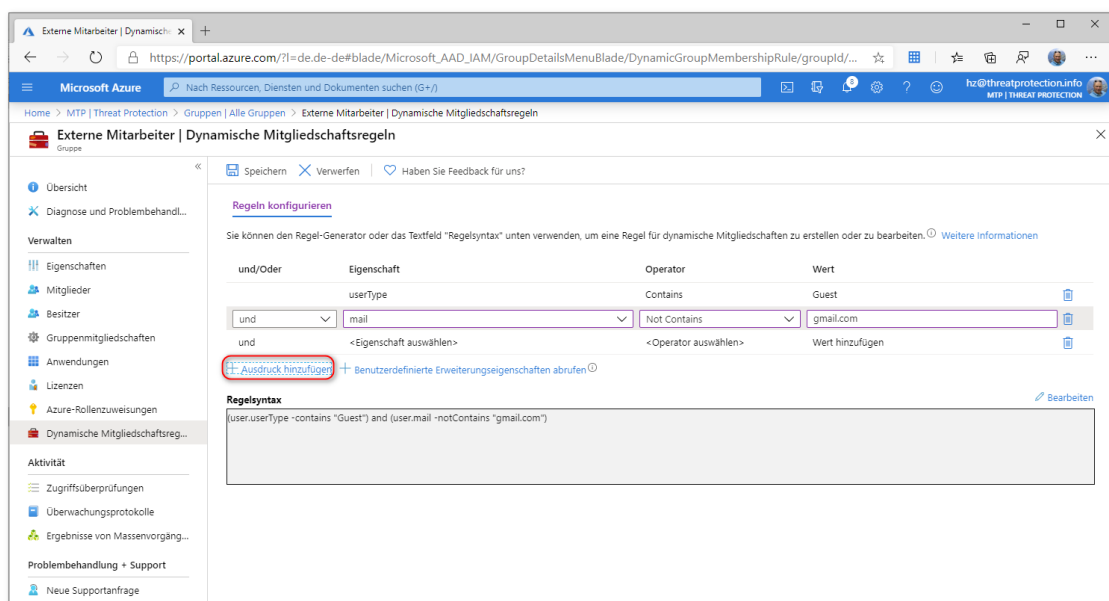 Externe Mitarbeiter | Dynamische
https://portal.azure.com/?l=de.de-de#blade/Microsoft_AAD_IAM/GroupDetailsMenuBlade/DynamicGroupMembershipRule/groupId/...
Microsoft Azure
Nach Ressourcen, Diensten und Dokumenten suchen (G+/)
8
hz@threatprotection.info
MTP | THREAT PROTECTION
Home > MTP | Threat Protection > Gruppen | Alle Gruppen > Externe Mitarbeiter | Dynamische Mitgliedschaftsregeln
Externe Mitarbeiter | Dynamische Mitgliedschaftsregeln
Gruppe
Speichern Verwerfen Haben Sie Feedback für uns?
Übersicht
Diagnose und Problembehandl...
Verwalten
Eigenschaften
Mitglieder
Besitzer
Gruppenmitgliedschaften
Anwendungen
Lizenzen
Azure-Rollenzuweisungen
Dynamische Mitgliedschaftsreg...
Aktivität
Zugriffsüberprüfungen
Überwachungsprotokolle
Ergebnisse von Massenvorgäng...
Problembehandlung + Support
Neue Supportanfrage
Regeln konfigurieren
Sie können den Regel-Generator oder das Textfeld "Regelsyntax" unten verwenden, um eine Regel für dynamische Mitgliedschaften zu erstellen oder zu bearbeiten. Weitere Informationen
und/Oder Eigenschaft Operator Wert
userType Contains Guest
und mail Not Contains gmail.com
und <Eigenschaft auswählen> <Operator auswählen> Wert hinzufügen
+ Ausdruck hinzufügen + Benutzerdefinierte Erweiterungseigenschaften abrufen
Regelsyntax Bearbeiten
(user.userType -contains "Guest") and (user.mail -notContains "gmail.com")